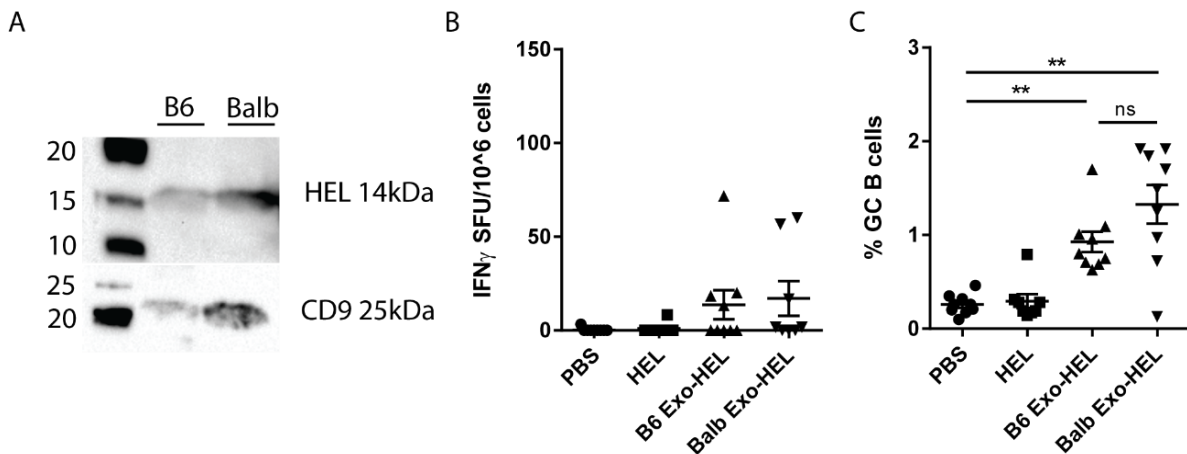 A
B6 Balb
20
15
10
HEL 14kDa
25
20
CD9 25kDa
B
IFNγ SFU/10^6 cells
150
100
50
0
PBS
HEL
B6 Exo-HEL
Balb Exo-HEL
C
% GC B cells
3
2
1
0
**
**
ns
PBS
HEL
B6 Exo-HEL
Balb Exo-HEL